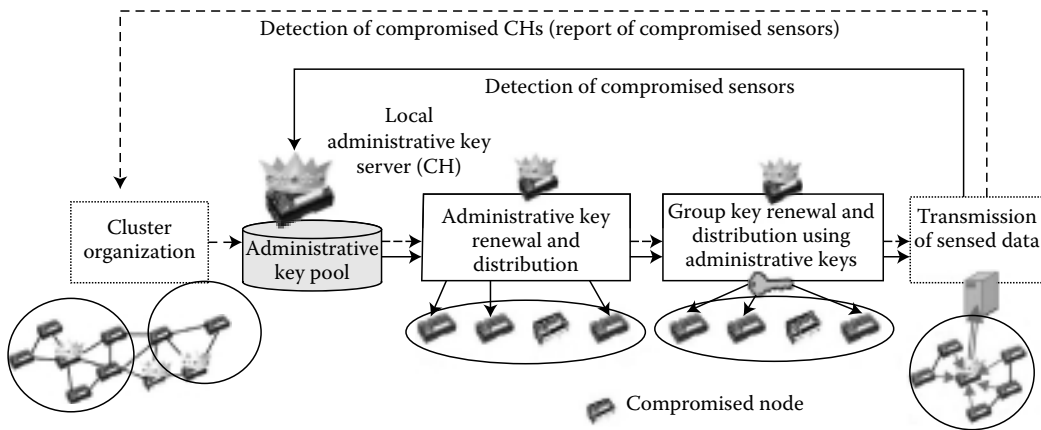 Detection of compromised CHs (report of compromised sensors)
Detection of compromised sensors
Local
administrative key
server (CH)
Cluster
organization
Administrative
key pool
Administrative key
renewal and
distribution
Group key renewal and
distribution using
administrative keys
Transmission
of sensed data
Compromised node